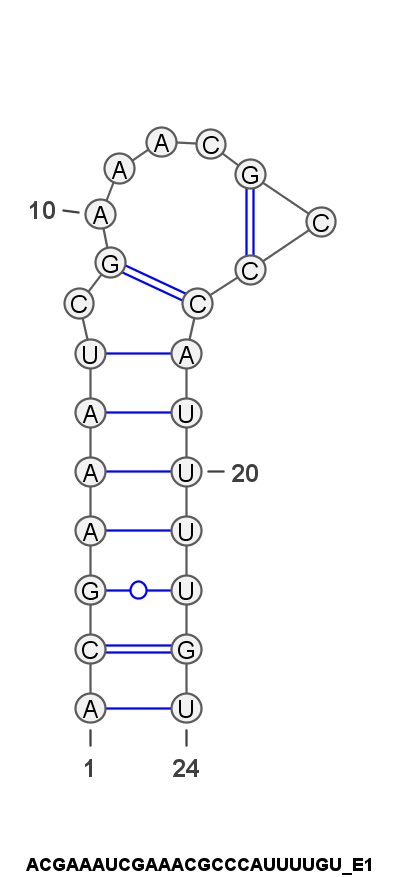 A C
A G
10 A C
G C
C C
U A
A U
A U 20
A U
G U
C G
A U
1 24
ACGAAAUCGAAACGCCCAUUUUGU_E1